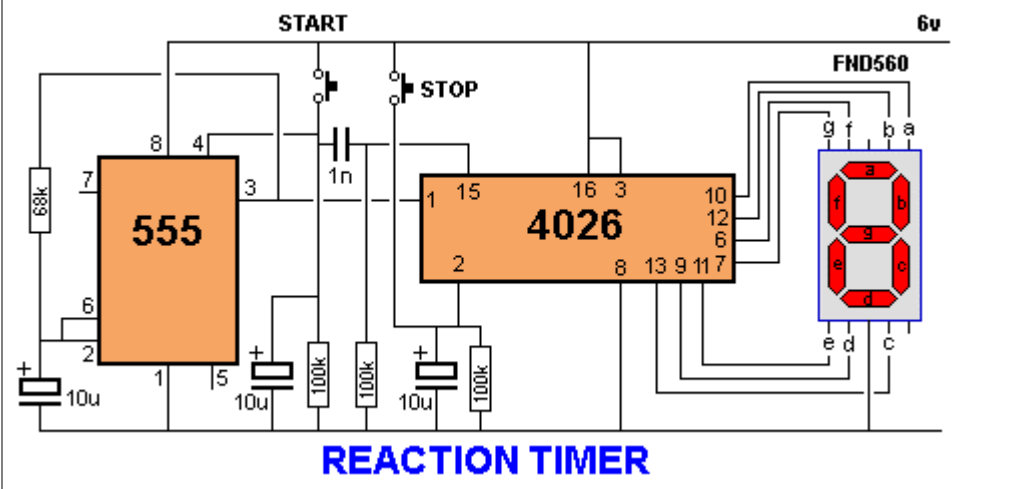 START
6v
FND560
STOP
g f b a
8 4
1n
7
3
68k
555
1 15 16 3 10
4026
12
6
2 8 13 9 11 7
a
f b
g
e c
d
6
2
1 5
e d c
+ 10u
+ 10u
100k
100k
+ 10u
100k
REACTION TIMER